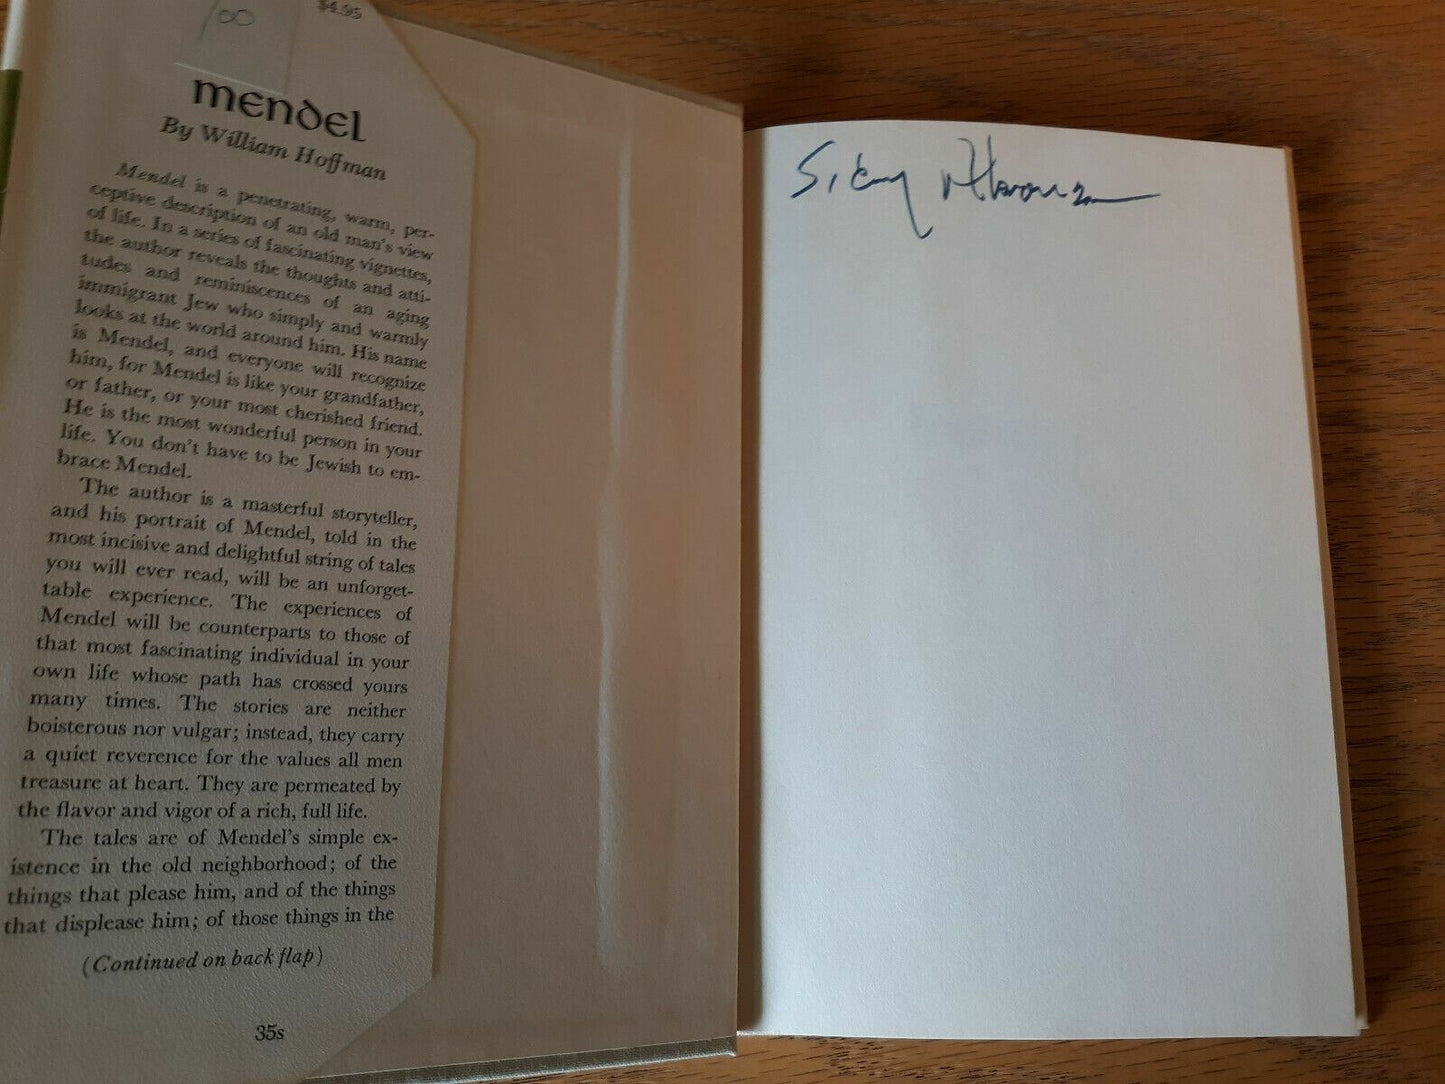 $4.95
mendel
By William Hoffman
Mendel is a penetrating, warm, per-
ceptive description of an old man's view
of life. In a series of fascinating vignettes,
the author reveals the thoughts and atti-
tudes and reminiscences of an aging
immigrant Jew who simply and warmly
looks at the world around him. His name
is Mendel, and everyone will recognize
him, for Mendel is like your grandfather,
or father, or your most cherished friend.
He is the most wonderful person in your
life. You don't have to be Jewish to em-
brace Mendel.
The author is a masterful storyteller,
and his portrait of Mendel, told in the
most incisive and delightful string of tales
you will ever read, will be an unforget-
table experience. The experiences of
Mendel will be counterparts to those of
that most fascinating individual in your
own life whose path has crossed yours
many times. The stories are neither
boisterous nor vulgar; instead, they carry
a quiet reverence for the values all men
treasure at heart. They are permeated by
the flavor and vigor of a rich, full life.
The tales are of Mendel's simple ex-
istence in the old neighborhood; of the
things that please him, and of the things
that displease him; of those things in the
(Continued on back flap)
35s